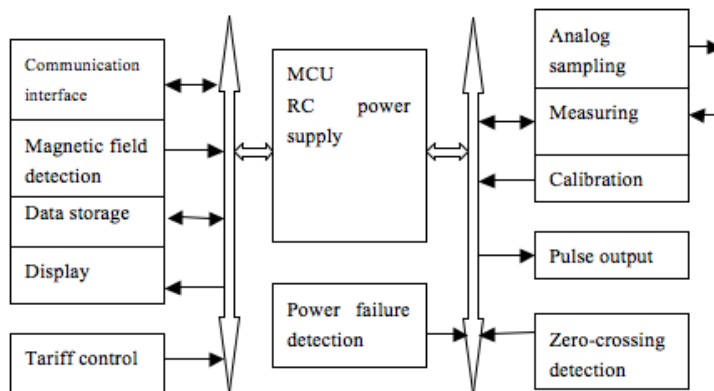 Communication
interface
Magnetic field
detection
Data storage
Display
Tariff control
MCU
RC power
supply
Power failure
detection
Analog
sampling
Measuring
Calibration
Pulse output
Zero-crossing
detection